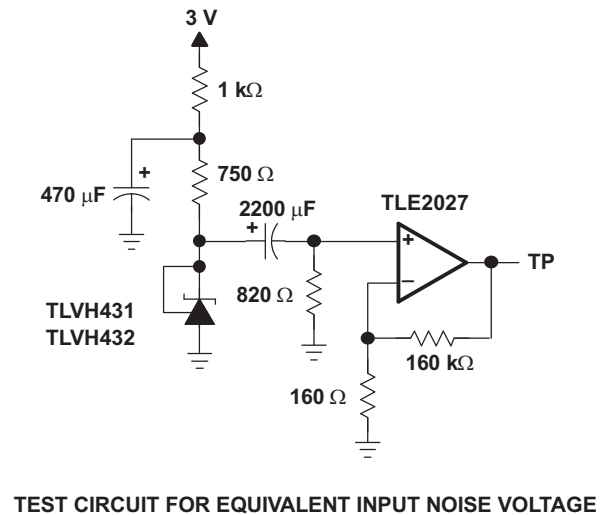 3 V
1 kΩ
+
470 μF
750 Ω
2200 μF
+
TLE2027
+
−
TP
820 Ω
TLVH431
TLVH432
160 kΩ
160 Ω
TEST CIRCUIT FOR EQUIVALENT INPUT NOISE VOLTAGE